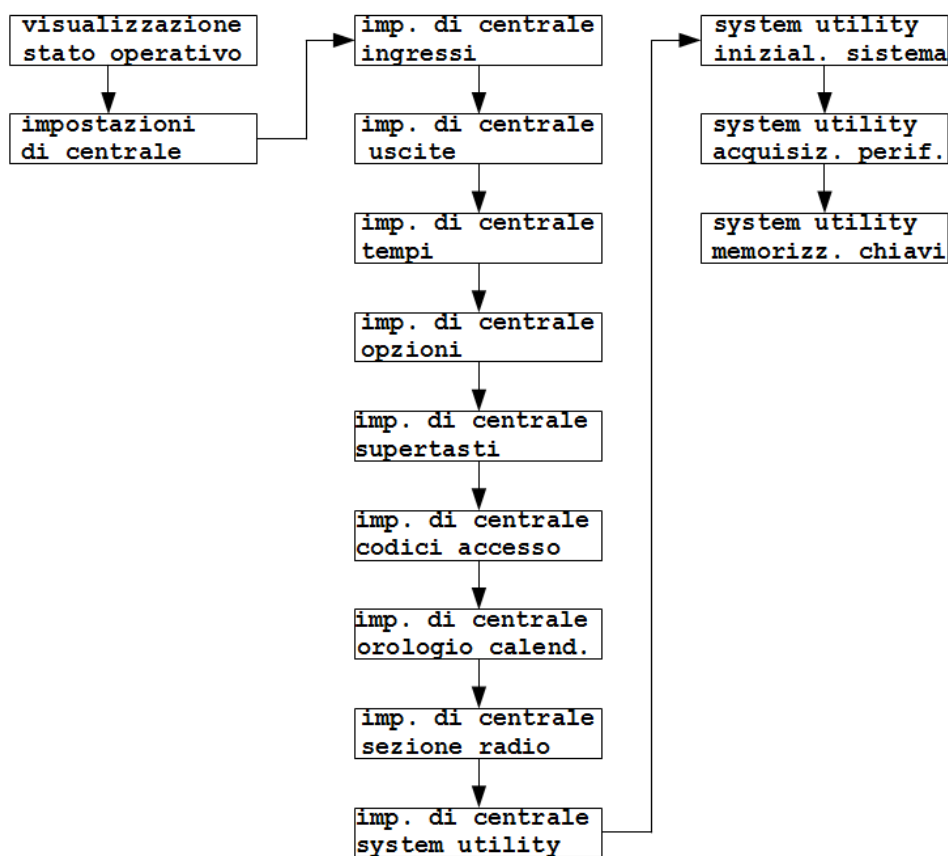 visualizzazione
stato operativo
impostazioni
di centrale
imp. di centrale
ingressi
imp. di centrale
uscite
imp. di centrale
tempi
imp. di centrale
opzioni
imp. di centrale
supertasti
imp. di centrale
codici accesso
imp. di centrale
orologio calend.
imp. di centrale
sezione radio
imp. di centrale
system utility
system utility
inizial. sistema
system utility
acquisiz. perif.
system utility
memorizz. chiavi